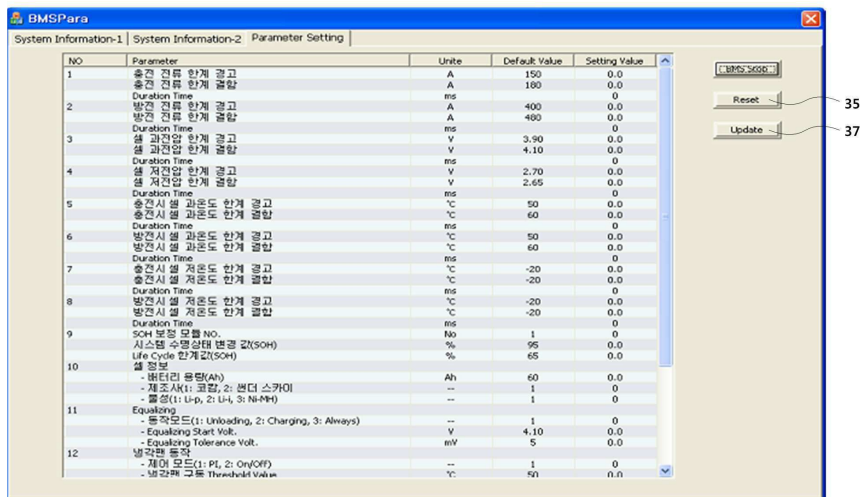 BMSPara
System Information-1 System Information-2 Parameter Setting
NO Parameter Unite Default Value Setting Value
1 충전 전류 한계 경고 A 150 0.0
충전 전류 한계 결함 A 180 0.0
Duration Time ms 0
2 방전 전류 한계 경고 A 400 0.0
방전 전류 한계 결함 A 480 0.0
Duration Time ms 0
3 셀 과전압 한계 경고 V 3.90 0.0
셀 과전압 한계 결함 V 4.10 0.0
Duration Time ms 0
4 셀 저전압 한계 경고 V 2.70 0.0
셀 저전압 한계 결함 V 2.65 0.0
Duration Time ms 0
5 충전시 셀 과온도 한계 경고 ℃ 50 0.0
충전시 셀 과온도 한계 결함 ℃ 60 0.0
Duration Time ms 0
6 방전시 셀 과온도 한계 경고 ℃ 50 0.0
방전시 셀 과온도 한계 결함 ℃ 60 0.0
Duration Time ms 0
7 충전시 셀 저온도 한계 경고 ℃ -20 0.0
충전시 셀 저온도 한계 결함 ℃ -20 0.0
Duration Time ms 0
8 방전시 셀 저온도 한계 경고 ℃ -20 0.0
방전시 셀 저온도 한계 결함 ℃ -20 0.0
Duration Time ms 0
9 SOH 보정 모듈 NO. No 1 0
시스템 수명상태 변경 값(SOH) % 95 0.0
Life Cycle 한계값(SOH) % 65 0.0
10 셀 정보
- 배터리 용량(Ah) Ah 60 0.0
- 제조사(1: 코캄, 2: 썬더 스카이 -- 1 0
- 물성(1: Li-p, 2: Li-i, 3: Ni-MH) -- 1 0
11 Equalizing
- 동작모드(1: Unloading, 2: Charging, 3: Always) -- 1 0
- Equalizing Start Volt. V 4.10 0.0
- Equalizing Tolerance Volt. mV 5 0.0
12 냉각팬 동작
- 제어 모드(1: PI, 2: On/Off) -- 1 0
- 냉각팬 구동 Threshold Value ℃ 50 0.0
BMS Stop
Reset 35
Update 37